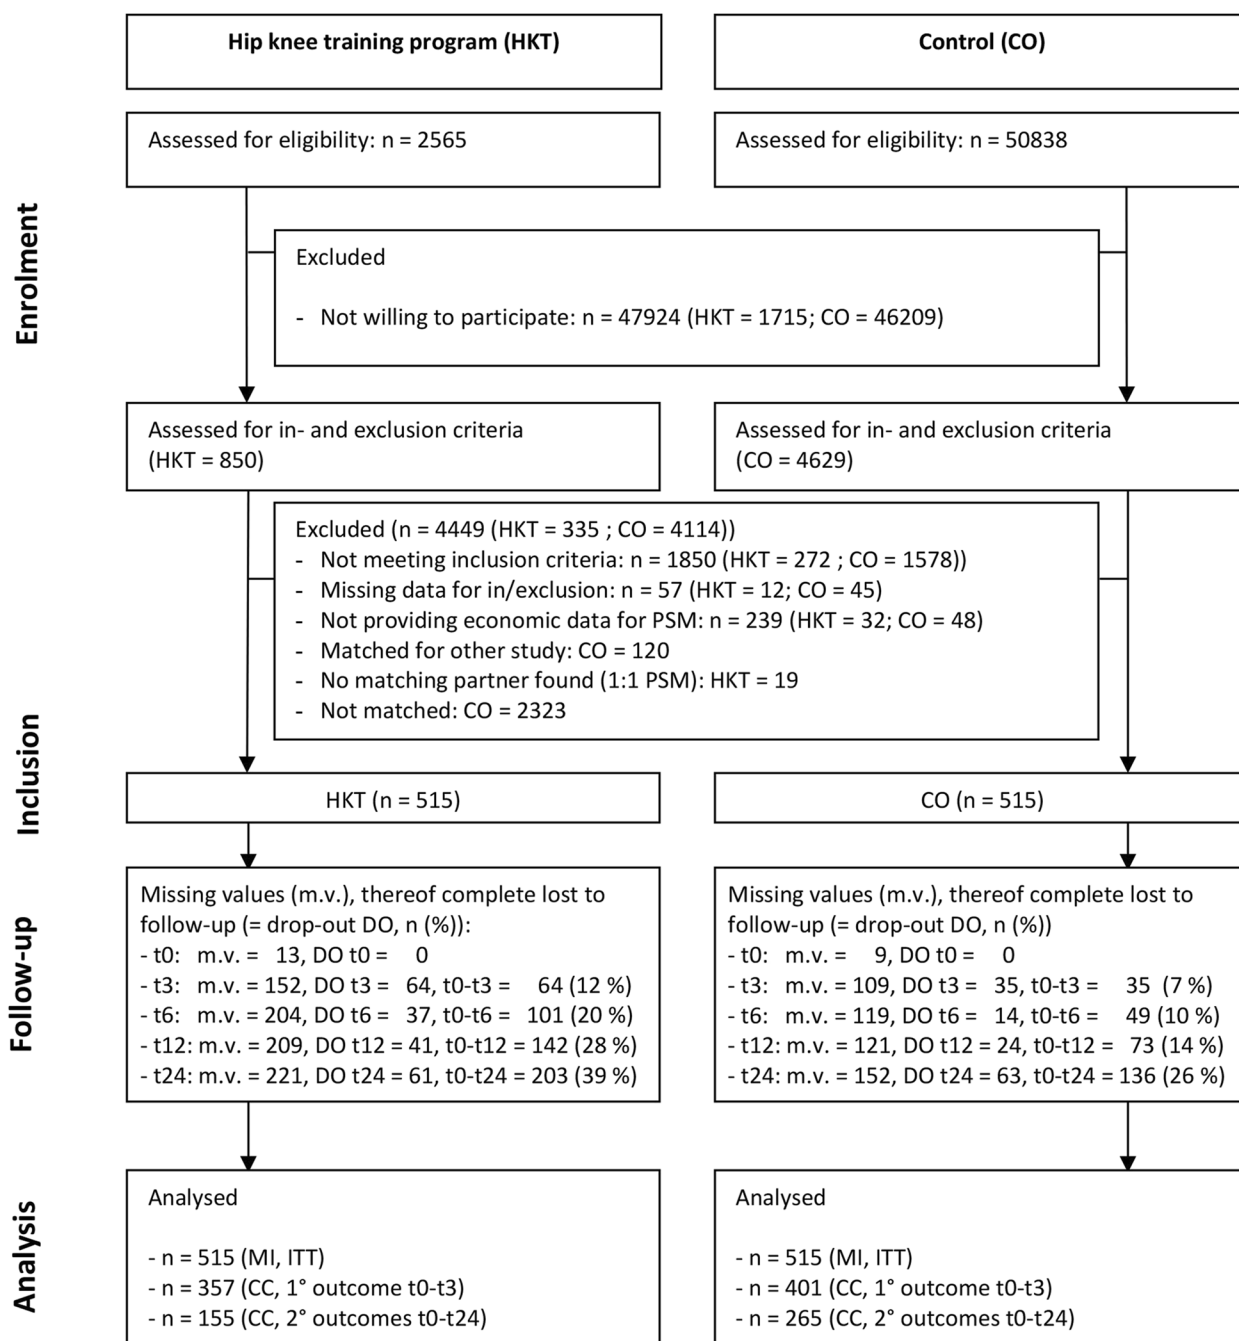 Hip knee training program (HKT)
Control (CO)
Assessed for eligibility: n = 2565
Assessed for eligibility: n = 50838
Enrolment
Excluded
- Not willing to participate: n = 47924 (HKT = 1715; CO = 46209)
Assessed for in- and exclusion criteria
(HKT = 850)
Assessed for in- and exclusion criteria
(CO = 4629)
Excluded (n = 4449 (HKT = 335 ; CO = 4114))
- Not meeting inclusion criteria: n = 1850 (HKT = 272 ; CO = 1578))
- Missing data for in/exclusion: n = 57 (HKT = 12; CO = 45)
- Not providing economic data for PSM: n = 239 (HKT = 32; CO = 48)
- Matched for other study: CO = 120
- No matching partner found (1:1 PSM): HKT = 19
- Not matched: CO = 2323
Inclusion
HKT (n = 515)
CO (n = 515)
Follow-up
Missing values (m.v.), thereof complete lost to
follow-up (= drop-out DO, n (%)):
- t0: m.v. = 13, DO t0 = 0
- t3: m.v. = 152, DO t3 = 64, t0-t3 = 64 (12 %)
- t6: m.v. = 204, DO t6 = 37, t0-t6 = 101 (20 %)
- t12: m.v. = 209, DO t12 = 41, t0-t12 = 142 (28 %)
- t24: m.v. = 221, DO t24 = 61, t0-t24 = 203 (39 %)
Missing values (m.v.), thereof complete lost to
follow-up (= drop-out DO, n (%))
- t0: m.v. = 9, DO t0 = 0
- t3: m.v. = 109, DO t3 = 35, t0-t3 = 35 (7 %)
- t6: m.v. = 119, DO t6 = 14, t0-t6 = 49 (10 %)
- t12: m.v. = 121, DO t12 = 24, t0-t12 = 73 (14 %)
- t24: m.v. = 152, DO t24 = 63, t0-t24 = 136 (26 %)
Analysis
Analysed
- n = 515 (MI, ITT)
- n = 357 (CC, 1° outcome t0-t3)
- n = 155 (CC, 2° outcomes t0-t24)
Analysed
- n = 515 (MI, ITT)
- n = 401 (CC, 1° outcome t0-t3)
- n = 265 (CC, 2° outcomes t0-t24)